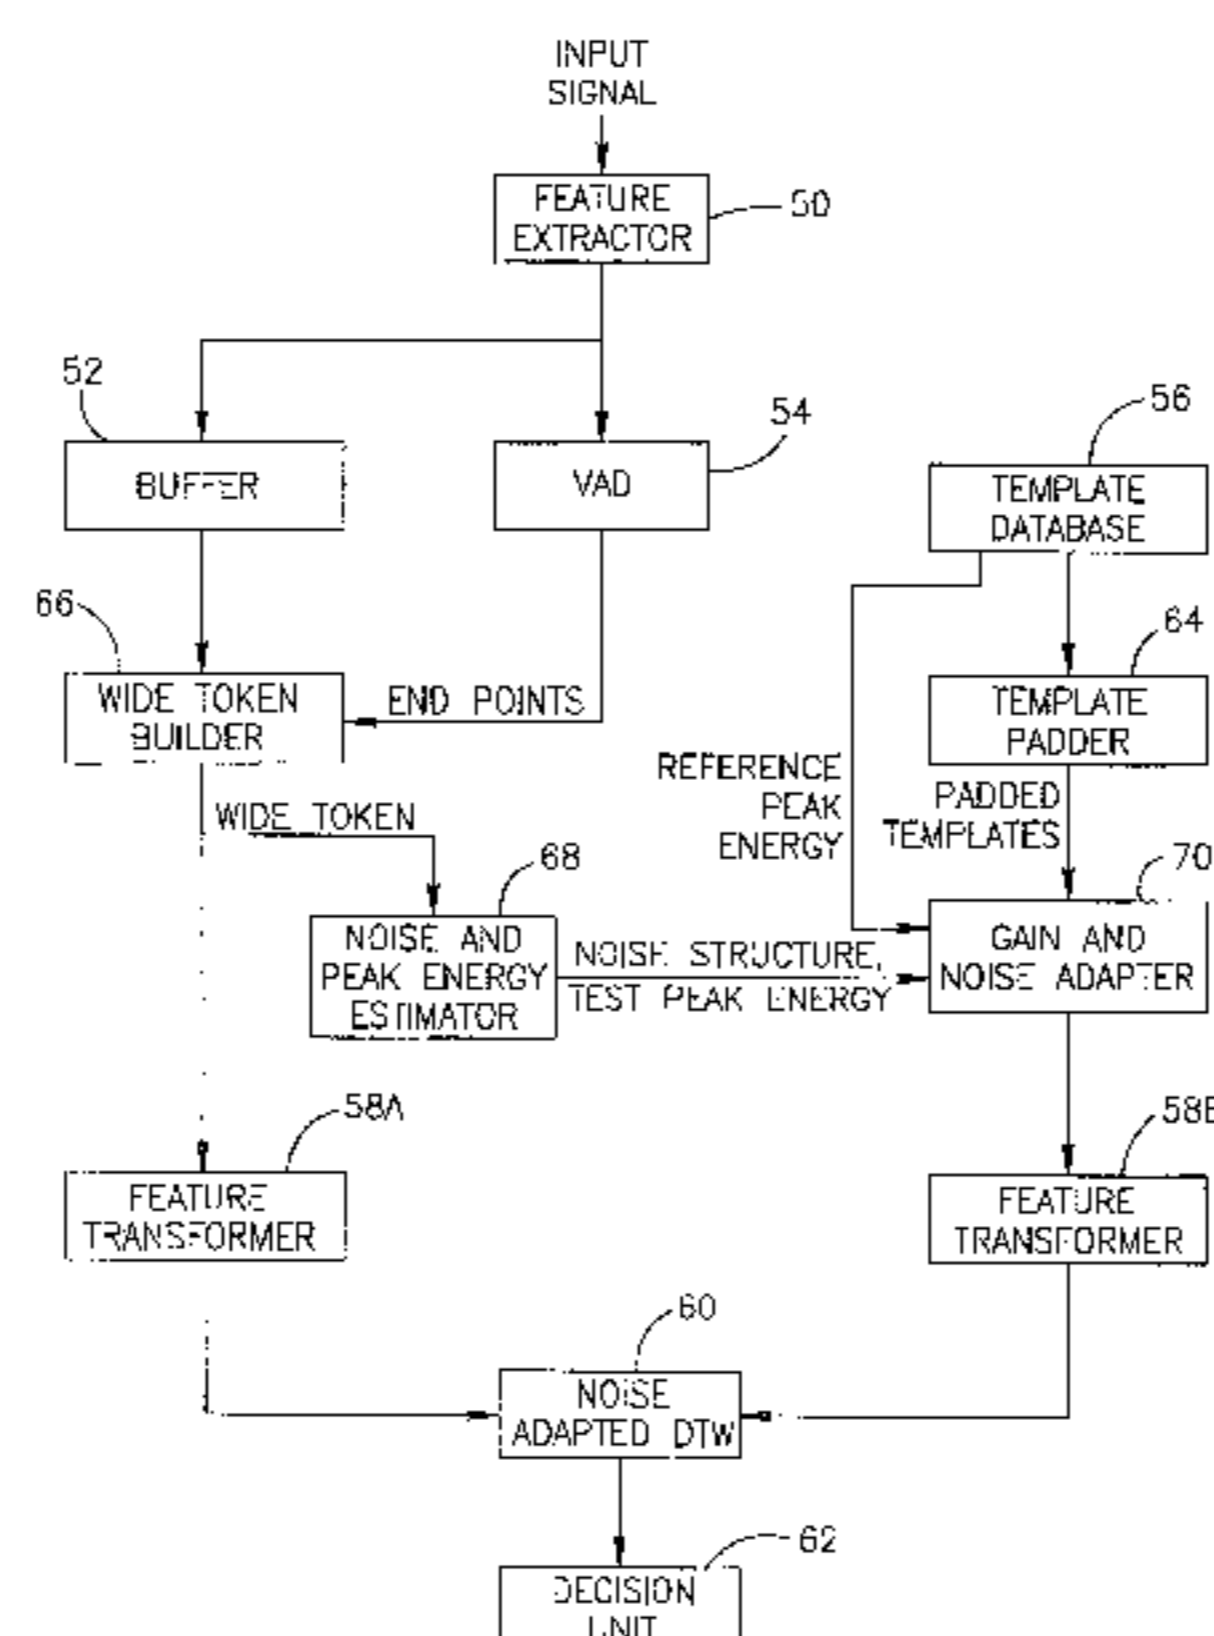 INPUT
SIGNAL
FEATURE
EXTRACTOR
50
52
BUFFER
54
VAD
56
TEMPLATE
DATABASE
66
WIDE TOKEN
BUILDER
END POINTS
64
TEMPLATE
PADDER
REFERENCE
PEAK
ENERGY
PADDED
TEMPLATES
WIDE TOKEN
68
NOISE AND
PEAK ENERGY
ESTIMATOR
NOISE STRUCTURE,
TEST PEAK ENERGY
70
GAIN AND
NOISE ADAPTER
58A
FEATURE
TRANSFORMER
58B
FEATURE
TRANSFORMER
60
NOISE
ADAPTED DTW
62
DECISION
UNIT